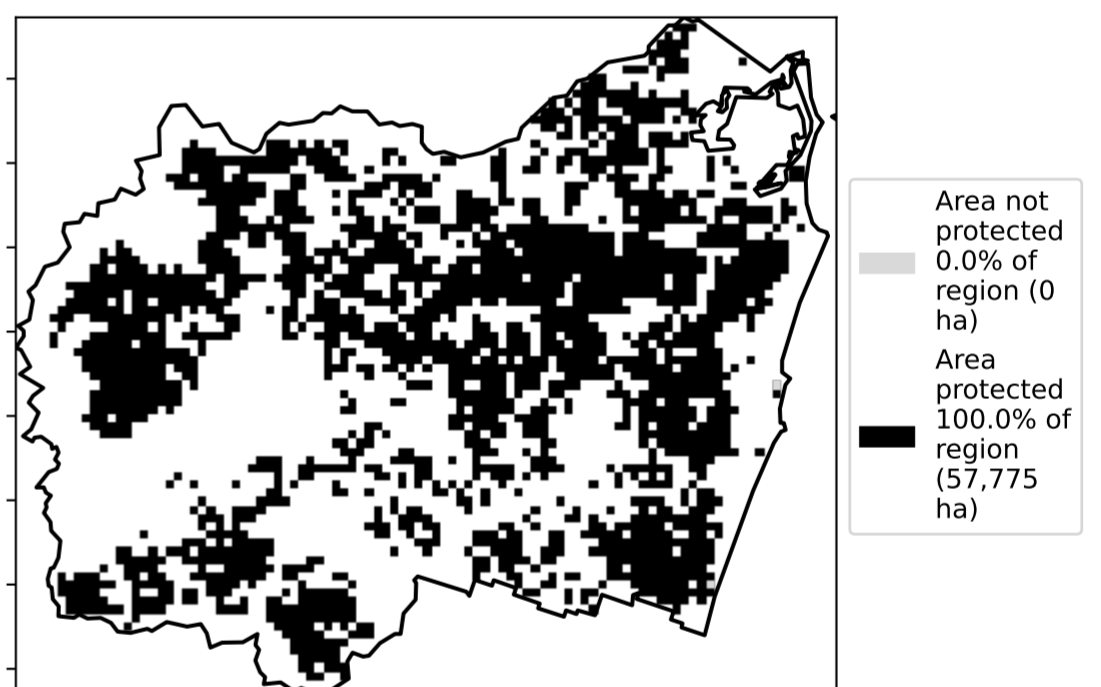 Area not
protected
0.0% of
region (0
ha)
Area
protected
100.0% of
region
(57,775
ha)